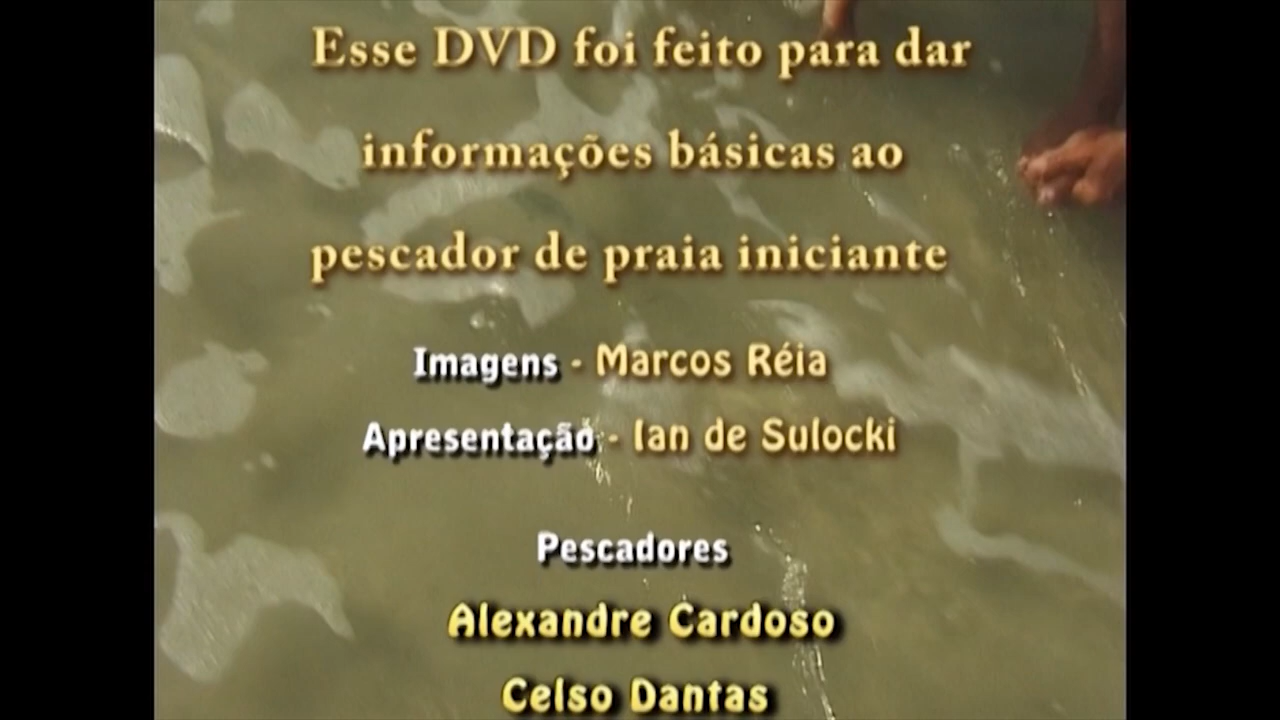 Esse DVD foi feito para dar
informações básicas ao
pescador de praia iniciante
Imagens - Marcos Réia
Apresentação - Ian de Sulocki
Pescadores
Alexandre Cardoso
Celso Dantas